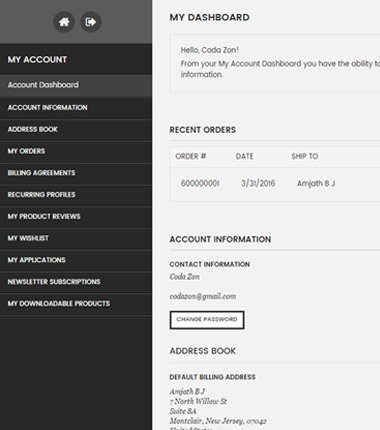 MY ACCOUNT
Account Dashboard
ACCOUNT INFORMATION
ADDRESS BOOK
MY ORDERS
BILLING AGREEMENTS
RECURRING PROFILES
MY PRODUCT REVIEWS
MY WISHLIST
MY APPLICATIONS
NEWSLETTER SUBSCRIPTIONS
MY DOWNLOADABLE PRODUCTS
MY DASHBOARD
Hello, Coda Zon!
From your My Account Dashboard you have the ability to
information.
RECENT ORDERS
ORDER # DATE SHIP TO
600000001 3/31/2016 Amjath B J
ACCOUNT INFORMATION
CONTACT INFORMATION
Coda Zon
codazon@gmail.com
CHANGE PASSWORD
ADDRESS BOOK
DEFAULT BILLING ADDRESS
Amjath B J
7 North Willow St
Suite 8A
Montclair, New Jersey, 07042
United States